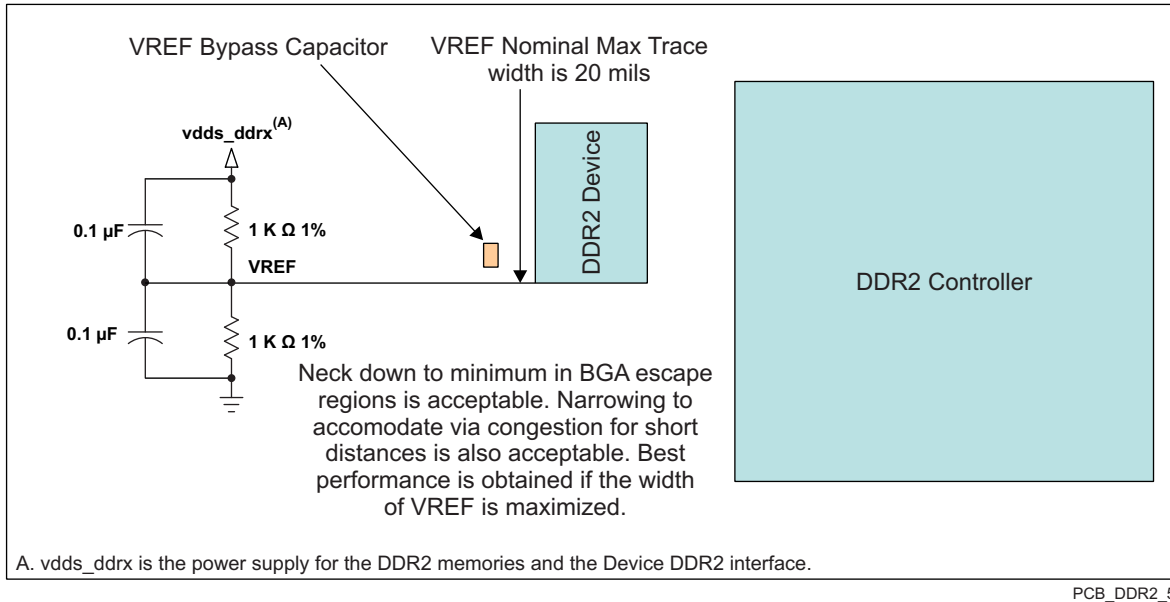 VREF Bypass Capacitor
VREF Nominal Max Trace
width is 20 mils
vdds_ddrx(A)
0.1 µF
1 K Ω 1%
VREF
0.1 µF
1 K Ω 1%
DDR2 Device
DDR2 Controller
Neck down to minimum in BGA escape
regions is acceptable. Narrowing to
accomodate via congestion for short
distances is also acceptable. Best
performance is obtained if the width
of VREF is maximized.
A. vdds_ddrx is the power supply for the DDR2 memories and the Device DDR2 interface.